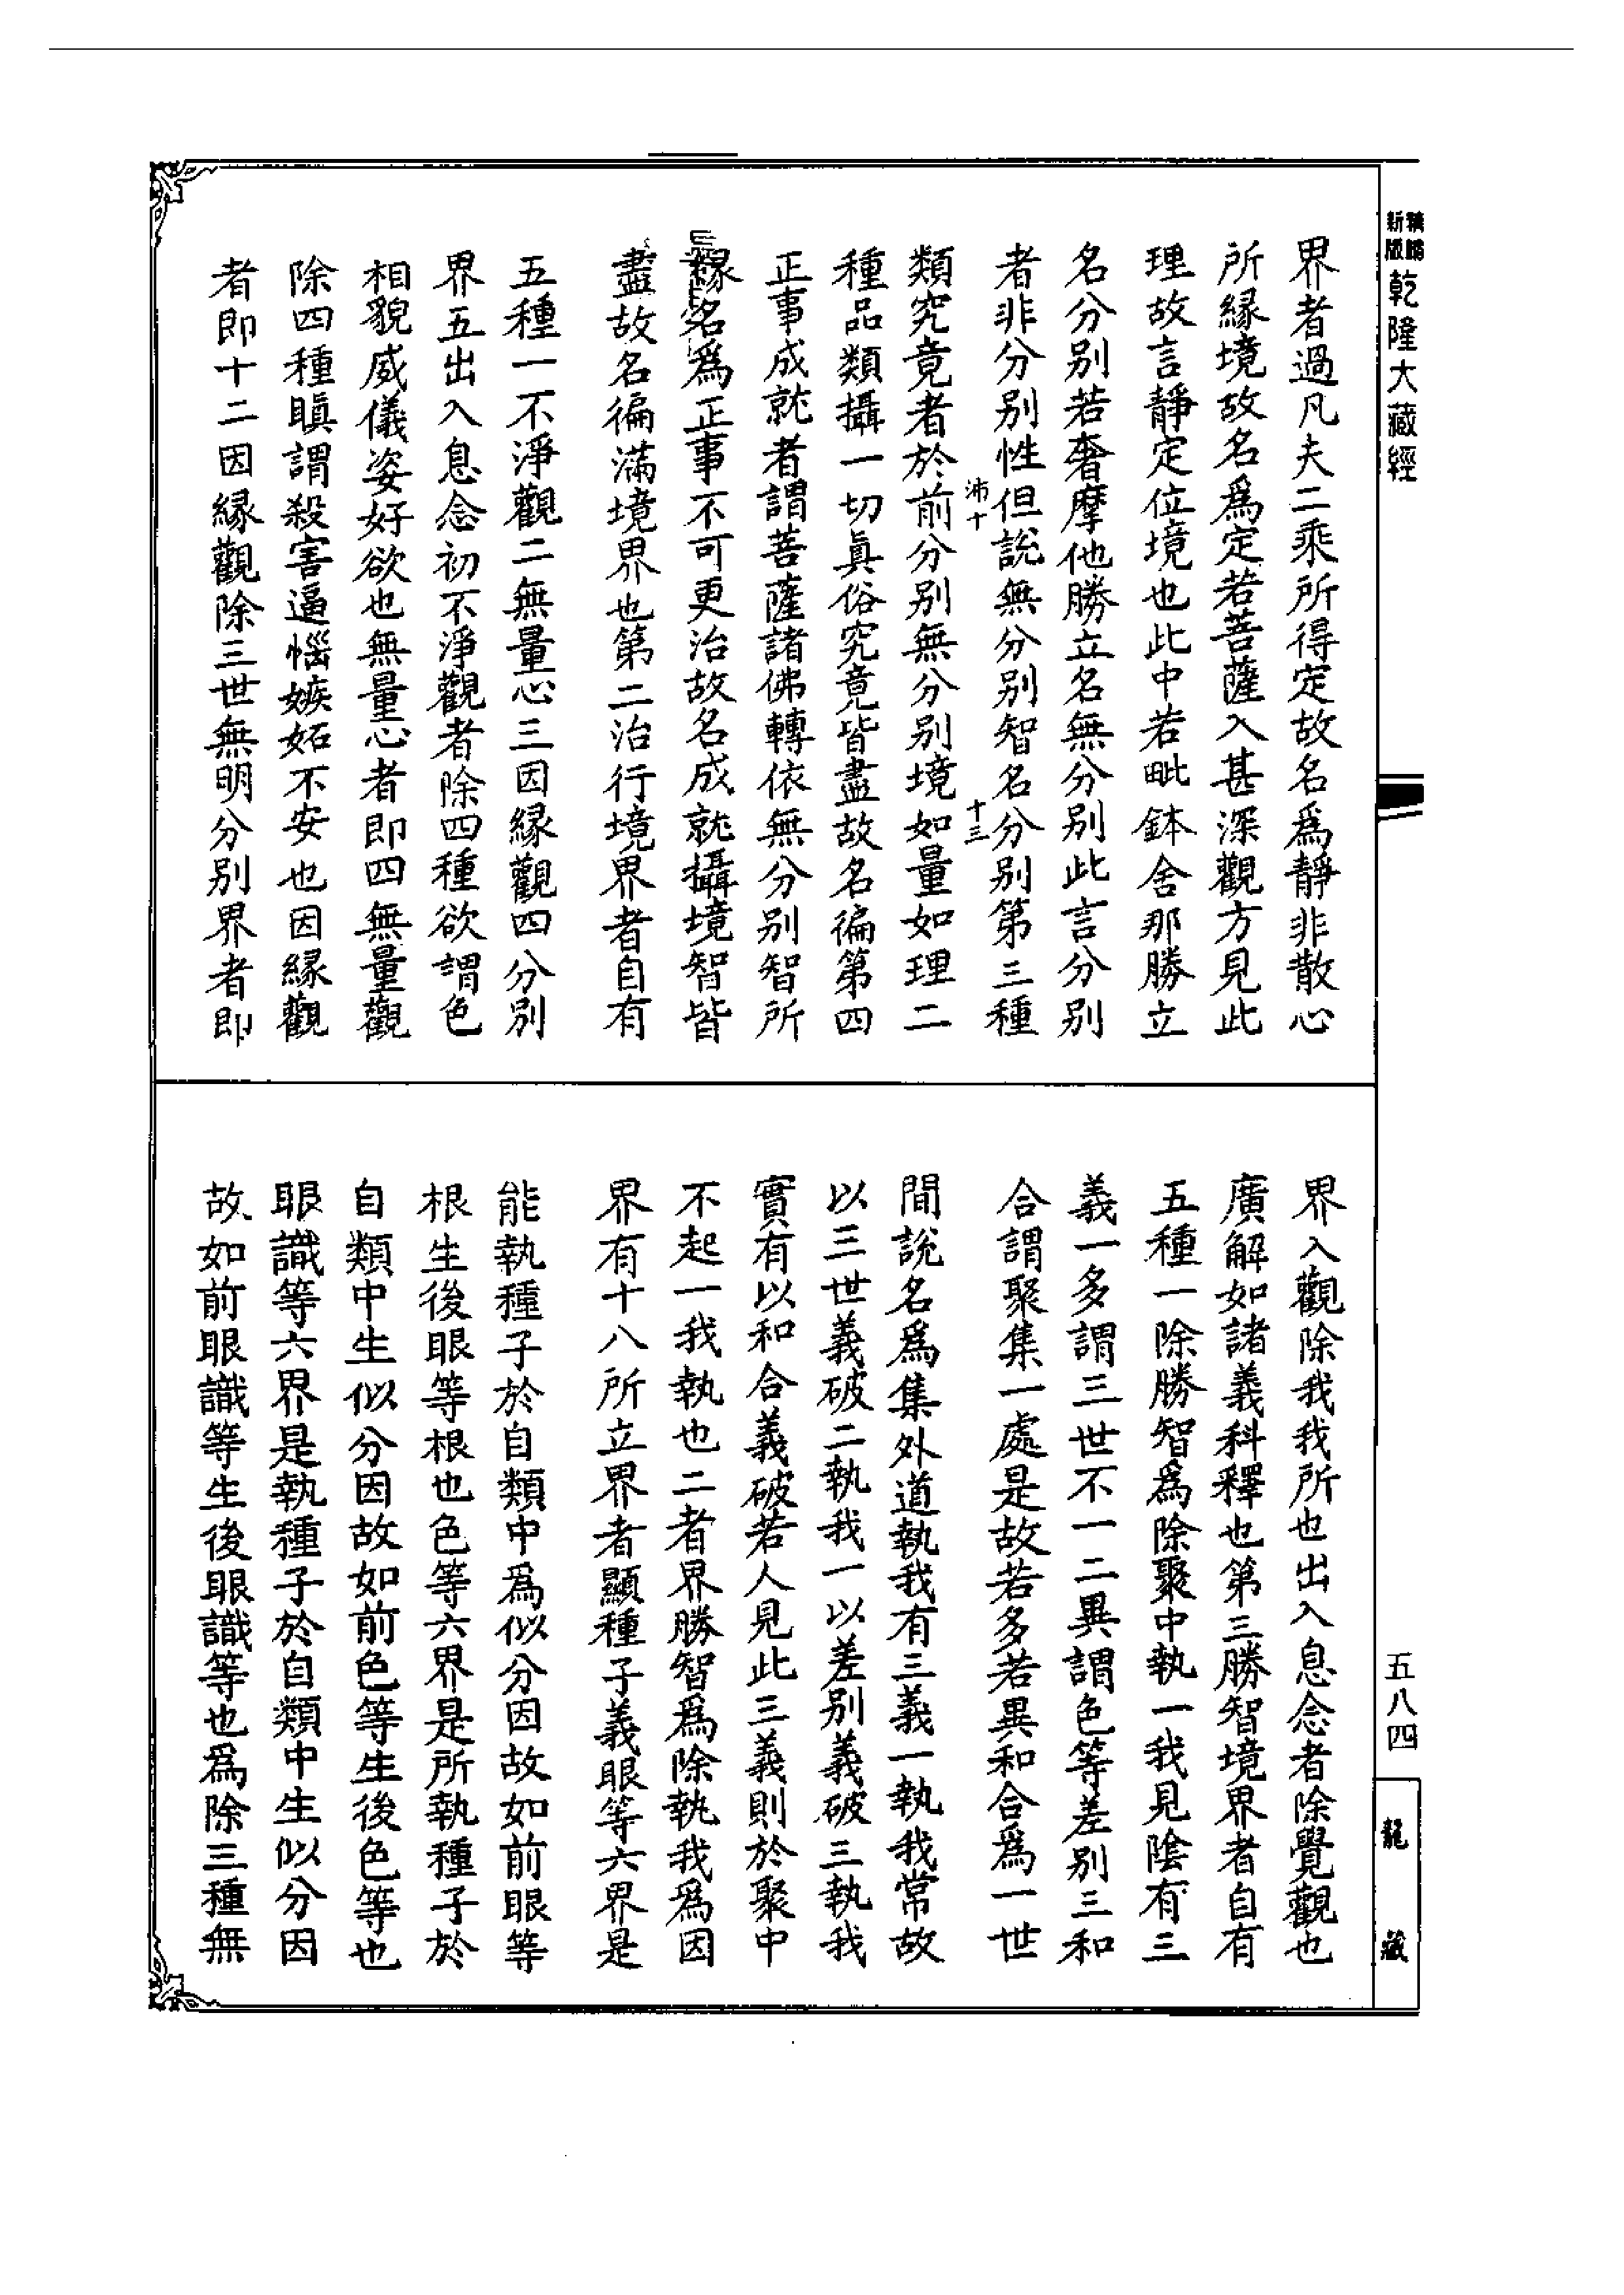 新版
精縮
乾隆大藏經
五八四
龍藏
界者過凡夫二乘所得定故名爲靜非散心
所緣境故名爲定若菩薩入甚深觀方見此
理故言靜定位境也此中若毗鉢舍那勝立
名分別若奢摩他勝立名無分別此言分別
者非分別性但說無分別智名分別第三種
沛十
十三
類究竟者於前分別無分別境如量如理二
種品類攝一切眞俗究竟皆盡故名徧第四
正事成就者謂菩薩諸佛轉依無分別智所
緣名爲正事不可更治故名成就攝境智皆
盡故名徧滿境界也第二治行境界者自有
五種一不淨觀二無量心三因緣觀四分別
界五出入息念初不淨觀者除四種欲謂色
相貌威儀姿好欲也無量心者即四無量觀
除四種瞋謂殺害逼惱嫉妬不安也因緣觀
者即十二因緣觀除三世無明分別界者即
界入觀除我我所也出入息念者除覺觀也
廣解如諸義科釋也第三勝智境界者自有
五種一除勝智爲除聚中執一我見陰有三
義一多謂三世不一二異謂色等差別三和
合謂聚集一處是故若多若異和合爲一世
間說名爲集外道執我有三義一執我常故
以三世義破二執我一以差別義破三執我
實有以和合義破若人見此三義則於聚中
不起一我執也二者界勝智爲除執我爲因
界有十八所立界者顯種子義眼等六界是
能執種子於自類中爲似分因故如前眼等
根生後眼等根也色等六界是所執種子於
自類中生似分因故如前色等生後色等也
眼識等六界是執種子於自類中生似分因
故如前眼識等生後眼識等也爲除三種無